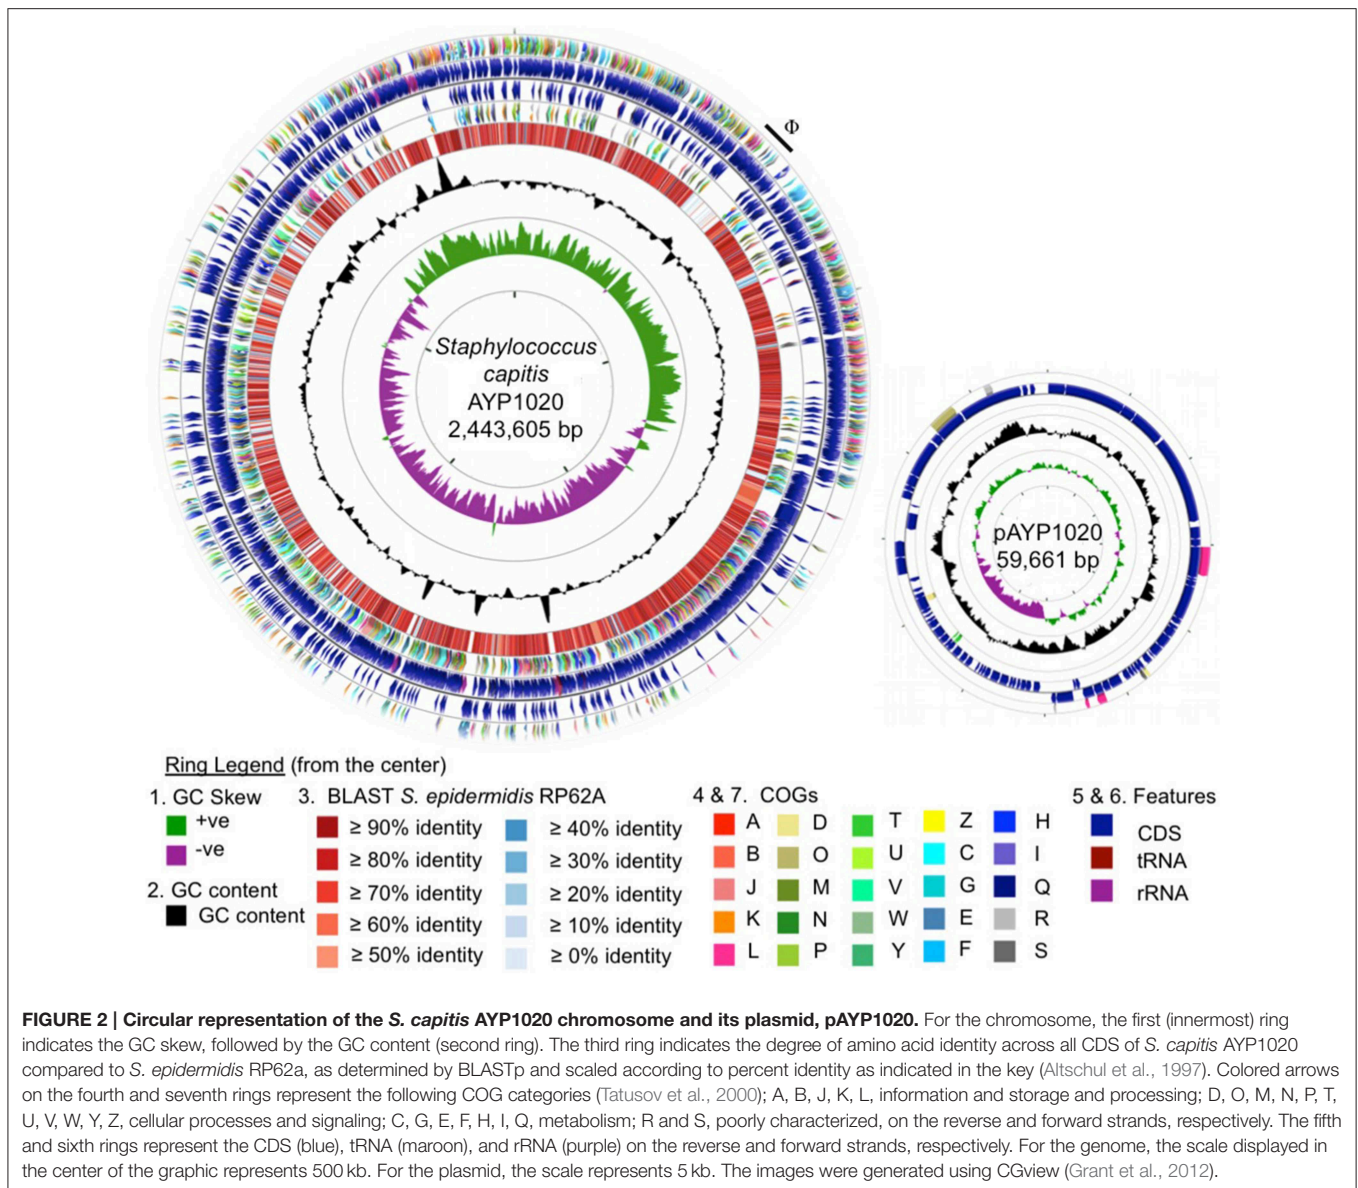 Φ
Staphylococcus
capitis
AYP1020
2,443,605 bp
pAYP1020
59,661 bp
Ring Legend (from the center)
1. GC Skew
+ve
-ve
2. GC content
GC content
3. BLAST S. epidermidis RP62A
≥ 90% identity
≥ 80% identity
≥ 70% identity
≥ 60% identity
≥ 50% identity
≥ 40% identity
≥ 30% identity
≥ 20% identity
≥ 10% identity
≥ 0% identity
4 & 7. COGs
A
B
J
K
L
D
O
M
N
P
T
U
V
W
Y
Z
C
G
E
F
H
I
Q
R
S
5 & 6. Features
CDS
tRNA
rRNA
FIGURE 2 | Circular representation of the S. capitis AYP1020 chromosome and its plasmid, pAYP1020. For the chromosome, the first (innermost) ring
indicates the GC skew, followed by the GC content (second ring). The third ring indicates the degree of amino acid identity across all CDS of S. capitis AYP1020
compared to S. epidermidis RP62a, as determined by BLASTp and scaled according to percent identity as indicated in the key (Altschul et al., 1997). Colored arrows
on the fourth and seventh rings represent the following COG categories (Tatusov et al., 2000); A, B, J, K, L, information and storage and processing; D, O, M, N, P, T,
U, V, W, Y, Z, cellular processes and signaling; C, G, E, F, H, I, Q, metabolism; R and S, poorly characterized, on the reverse and forward strands, respectively. The fifth
and sixth rings represent the CDS (blue), tRNA (maroon), and rRNA (purple) on the reverse and forward strands, respectively. For the genome, the scale displayed in
the center of the graphic represents 500 kb. For the plasmid, the scale represents 5 kb. The images were generated using CGview (Grant et al., 2012).